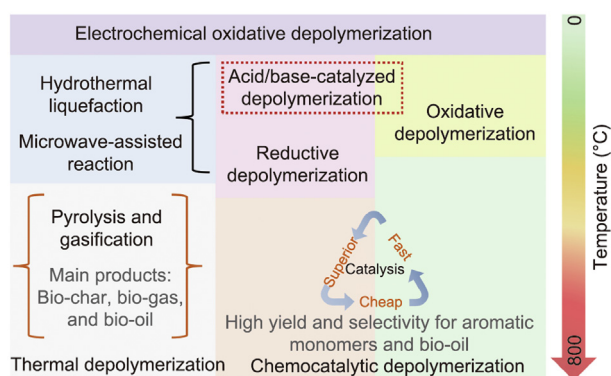 Electrochemical oxidative depolymerization
Hydrothermal
liquefaction
Microwave-assisted
reaction
Acid/base-catalyzed
depolymerization
Reductive
depolymerization
Oxidative
depolymerization
Pyrolysis and
gasification
Main products:
Bio-char, bio-gas,
and bio-oil
Thermal depolymerization
Superior
Fast
Catalysis
Cheap
High yield and selectivity for aromatic
monomers and bio-oil
Chemocatalytic depolymerization
0
Temperature (°C)
800